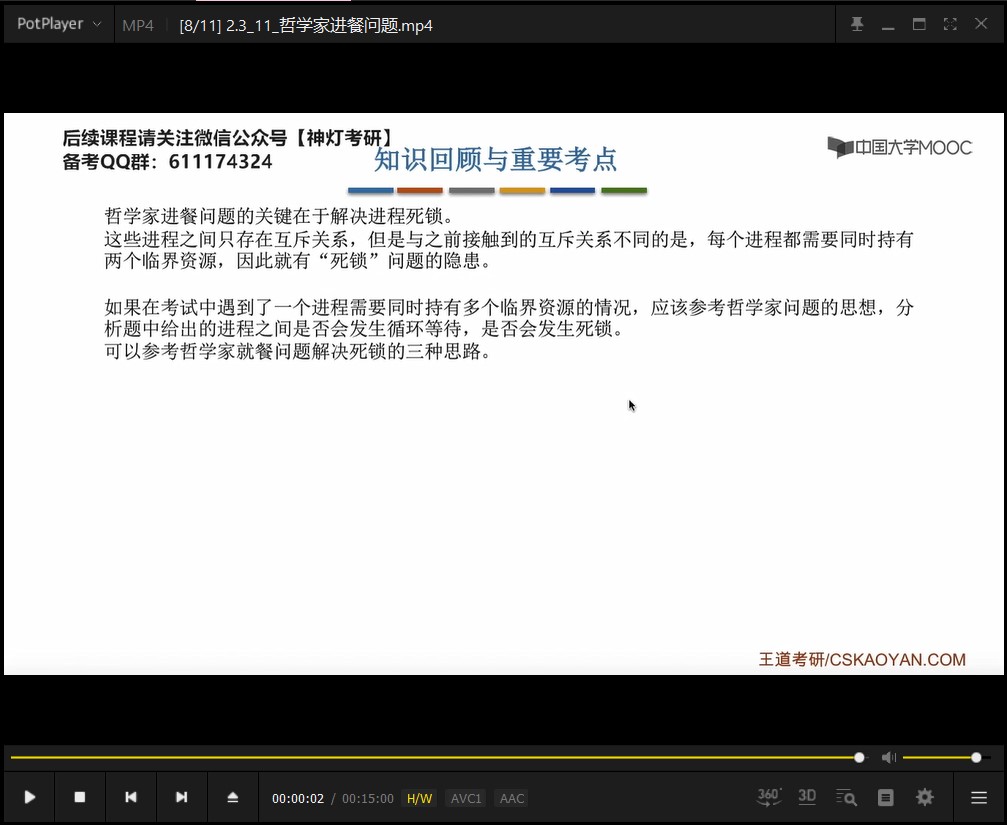 PotPlayer
MP4
[8/11] 2.3_11_哲学家进餐问题.mp4
后续课程请关注微信公众号【神灯考研】
备考QQ群：611174324
知识回顾与重要考点
中国大学MOOC
哲学家进餐问题的关键在于解决进程死锁。
这些进程之间只存在互斥关系，但是与之前接触到的互斥关系不同的是，每个进程都需要同时持有
两个临界资源，因此就有“死锁”问题的隐患。
如果在考试中遇到了一个进程需要同时持有多个临界资源的情况，应该参考哲学家问题的思想，分
析题中给出的进程之间是否会发生循环等待，是否会发生死锁。
可以参考哲学家就餐问题解决死锁的三种思路。
王道考研/CSKAOYAN.COM
00:00:02 / 00:15:00 H/W AVC1 AAC
360°
3D